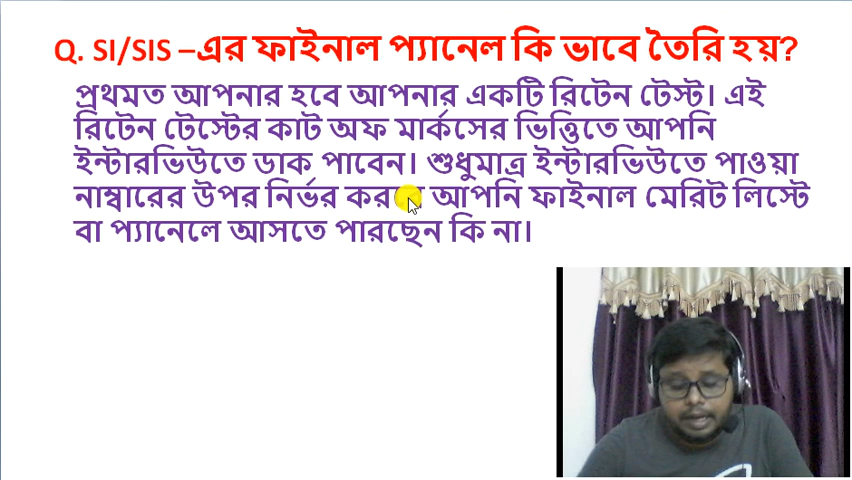 Q. SI/SIS –এর ফাইনাল প্যানেল কি ভাবে তৈরি হয়?
প্রথমত আপনার হবে আপনার একটি রিটেন টেস্ট। এই
রিটেন টেস্টের কাট অফ মার্কসের ভিত্তিতে আপনি
ইন্টারভিউতে ডাক পাবেন। শুধুমাত্র ইন্টারভিউতে পাওয়া
নাম্বারের উপর নির্ভর আপনি ফাইনাল মেরিট লিস্টে
বা প্যানেলে আসতে পারছেন কি না।